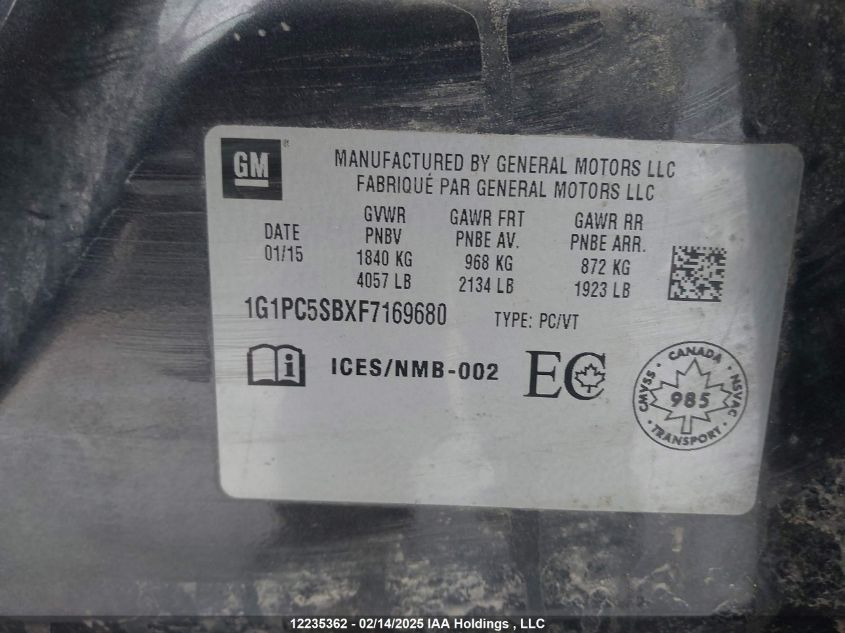 GM
MANUFACTURED BY GENERAL MOTORS LLC
FABRIQUÉ PAR GENERAL MOTORS LLC
DATE
01/15
GVWR
PNBV
1840 KG
4057 LB
GAWR FRT
PNBE AV.
968 KG
2134 LB
GAWR RR
PNBE ARR.
872 KG
1923 LB
1G1PC5SBXF7169680 TYPE: PC/VT
i ICES/NMB-002 EC
CANADA
CMVSS 985 NSVAC
TRANSPORT
12235362 - 02/14/2025 IAA Holdings , LLC